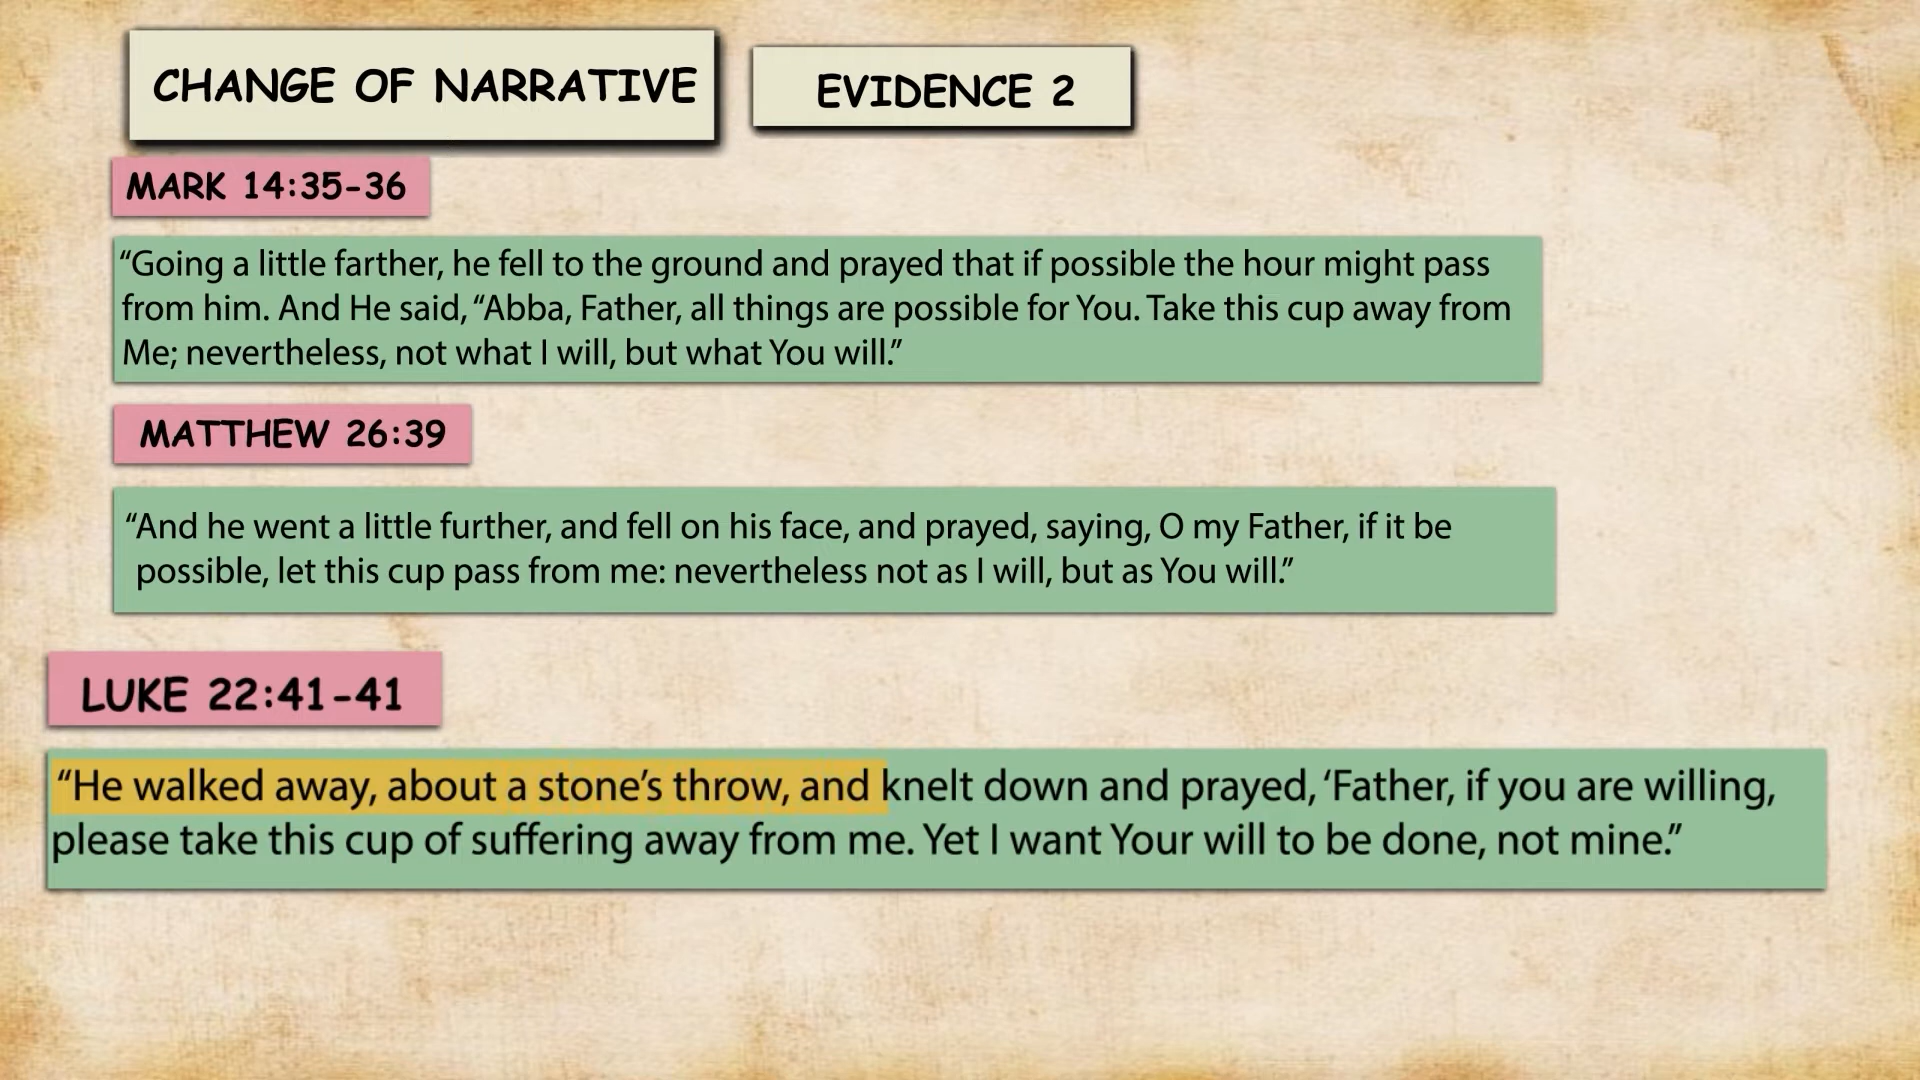 CHANGE OF NARRATIVE
EVIDENCE 2
MARK 14:35-36
“Going a little farther, he fell to the ground and prayed that if possible the hour might pass
from him. And He said, “Abba, Father, all things are possible for You. Take this cup away from
Me; nevertheless, not what I will, but what You will.”
MATTHEW 26:39
“And he went a little further, and fell on his face, and prayed, saying, O my Father, if it be
possible, let this cup pass from me: nevertheless not as I will, but as You will.”
LUKE 22:41-41
“He walked away, about a stone’s throw, and knelt down and prayed, ‘Father, if you are willing,
please take this cup of suffering away from me. Yet I want Your will to be done, not mine.”